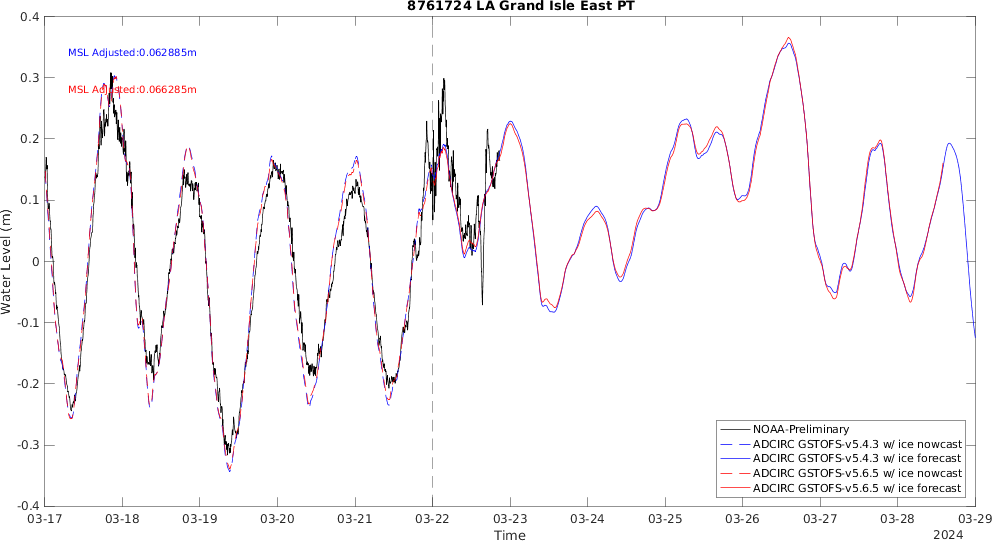 8761724 LA Grand Isle East PT
0.4
0.3
0.2
0.1
0
-0.1
-0.2
-0.3
-0.4
Water Level (m)
MSL Adjusted:0.062885m
MSL Adjusted:0.066285m
NOAA-Preliminary
ADCIRC GSTOFS-v5.4.3 w/ ice nowcast
ADCIRC GSTOFS-v5.4.3 w/ ice forecast
ADCIRC GSTOFS-v5.6.5 w/ ice nowcast
ADCIRC GSTOFS-v5.6.5 w/ ice forecast
03-17 03-18 03-19 03-20 03-21 03-22 03-23 03-24 03-25 03-26 03-27 03-28 03-29
Time
2024